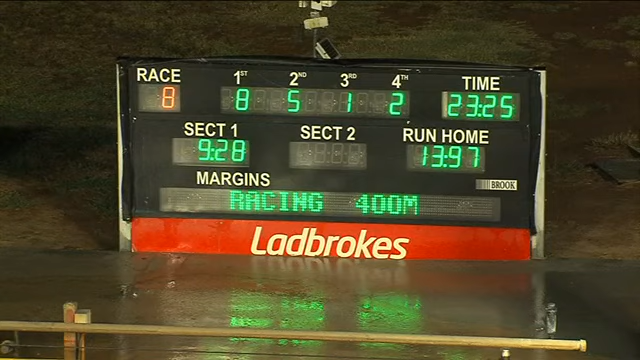 RACE 1ST 2ND 3RD 4TH TIME
8 8 5 1 2 23:25
SECT 1 SECT 2 RUN HOME
9:28 13:97
MARGINS BROOK
RACING 400M
Ladbrokes